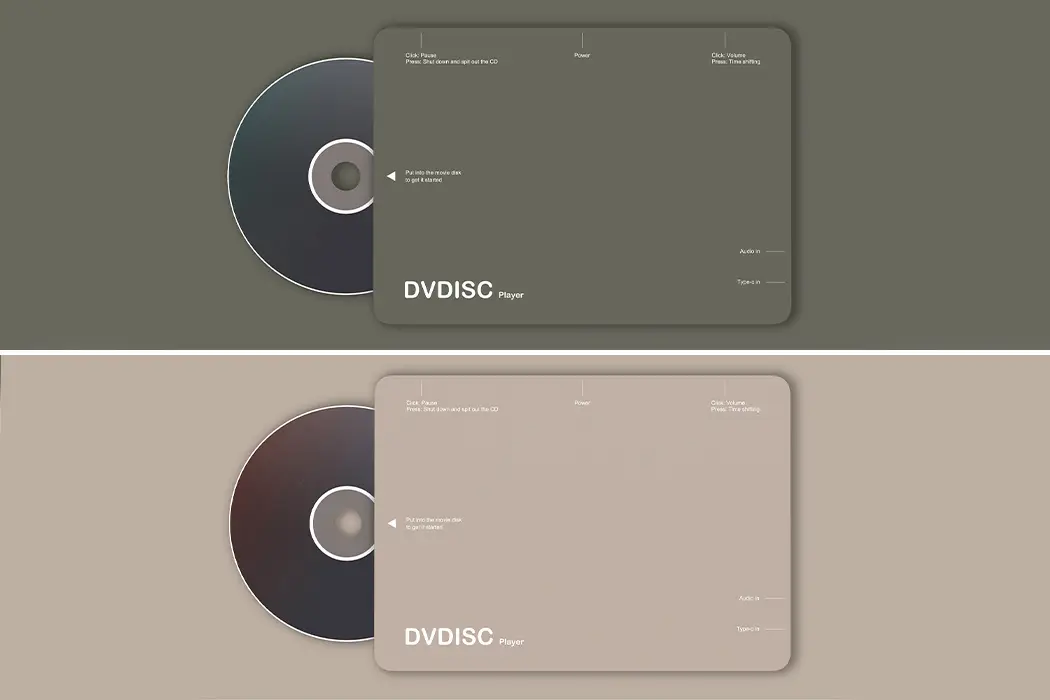 Click: Pause
Press: Shut down and spit out the CD
Power
Click: Volume
Press: Time shifting
Put into the movie disk
to get it started
Audio in
Type-c in
DVDISC Player
Click: Pause
Press: Shut down and spit out the CD
Power
Click: Volume
Press: Time shifting
Put into the movie disk
to get it started
Audio in
Type-c in
DVDISC Player